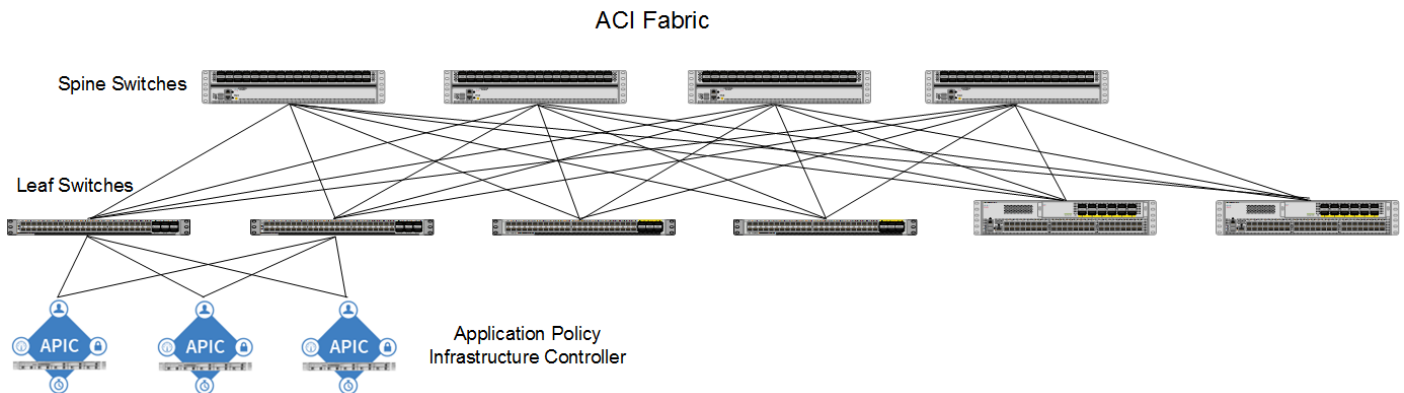 ACI Fabric
Spine Switches
Leaf Switches
APIC
APIC
APIC
Application Policy
Infrastructure Controller